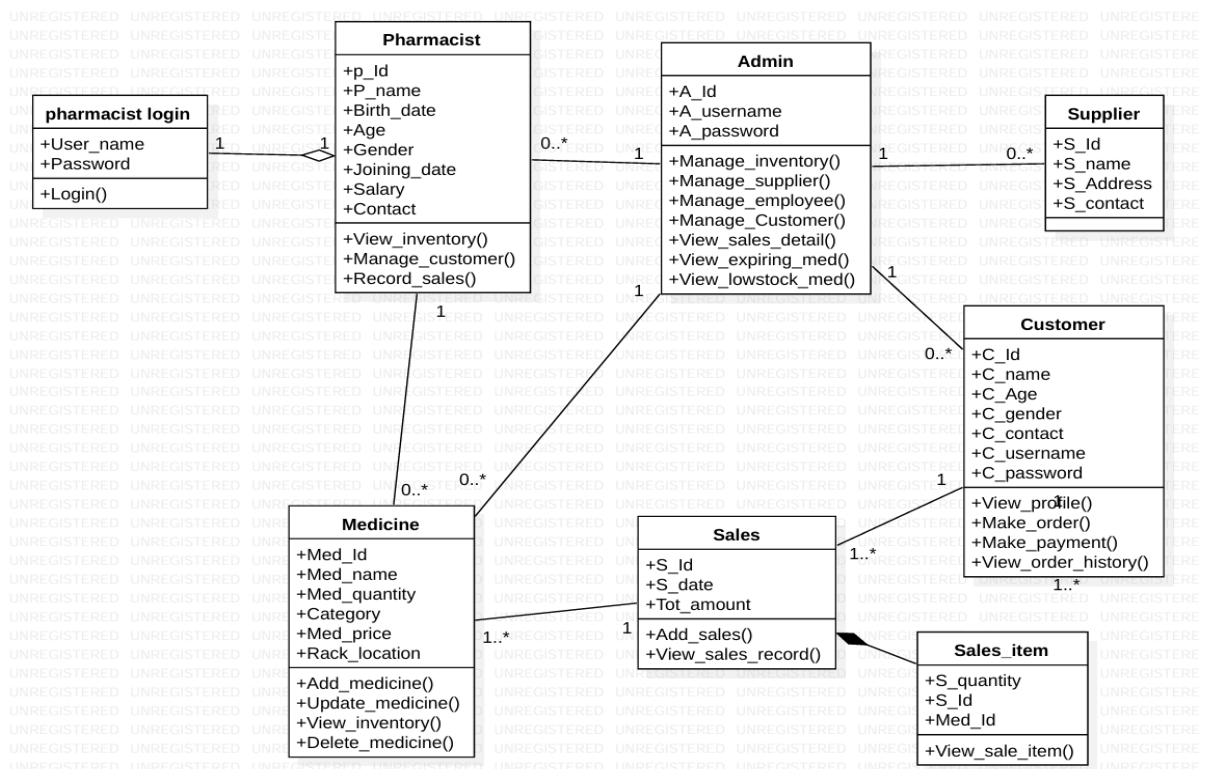 Pharmacist
+p_Id
+P_name
+Birth_date
+Age
+Gender
+Joining_date
+Salary
+Contact
+View_inventory()
+Manage_customer()
+Record_sales()
pharmacist login
+User_name
+Password
+Login()
1
1
0..*
1
Admin
+A_Id
+A_username
+A_password
+Manage_inventory()
+Manage_supplier()
+Manage_employee()
+Manage_Customer()
+View_sales_detail()
+View_expiring_med()
+View_lowstock_med()
1
0..*
Supplier
+S_Id
+S_name
+S_Address
+S_contact
1
0..*
1
0..*
1
0..*
Customer
+C_Id
+C_name
+C_Age
+C_gender
+C_contact
+C_username
+C_password
+View_profile()
+Make_order()
+Make_payment()
+View_order_history()
1
1..*
1
1..*
Medicine
+Med_Id
+Med_name
+Med_quantity
+Category
+Med_price
+Rack_location
+Add_medicine()
+Update_medicine()
+View_inventory()
+Delete_medicine()
1..*
1
Sales
+S_Id
+S_date
+Tot_amount
+Add_sales()
+View_sales_record()
Sales_item
+S_quantity
+S_Id
+Med_Id
+View_sale_item()
UNREGISTERED